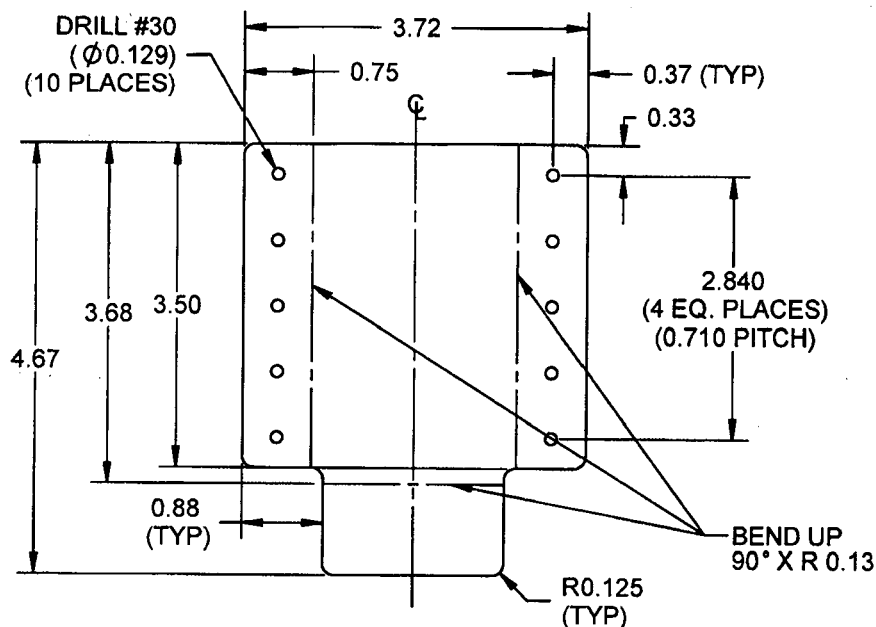 DRILL #30
(Ø0.129)
(10 PLACES)
3.72
0.75
0.37 (TYP)
℄
0.33
2.840
(4 EQ. PLACES)
(0.710 PITCH)
3.50
3.68
4.67
0.88
(TYP)
BEND UP
90° X R 0.13
R0.125
(TYP)